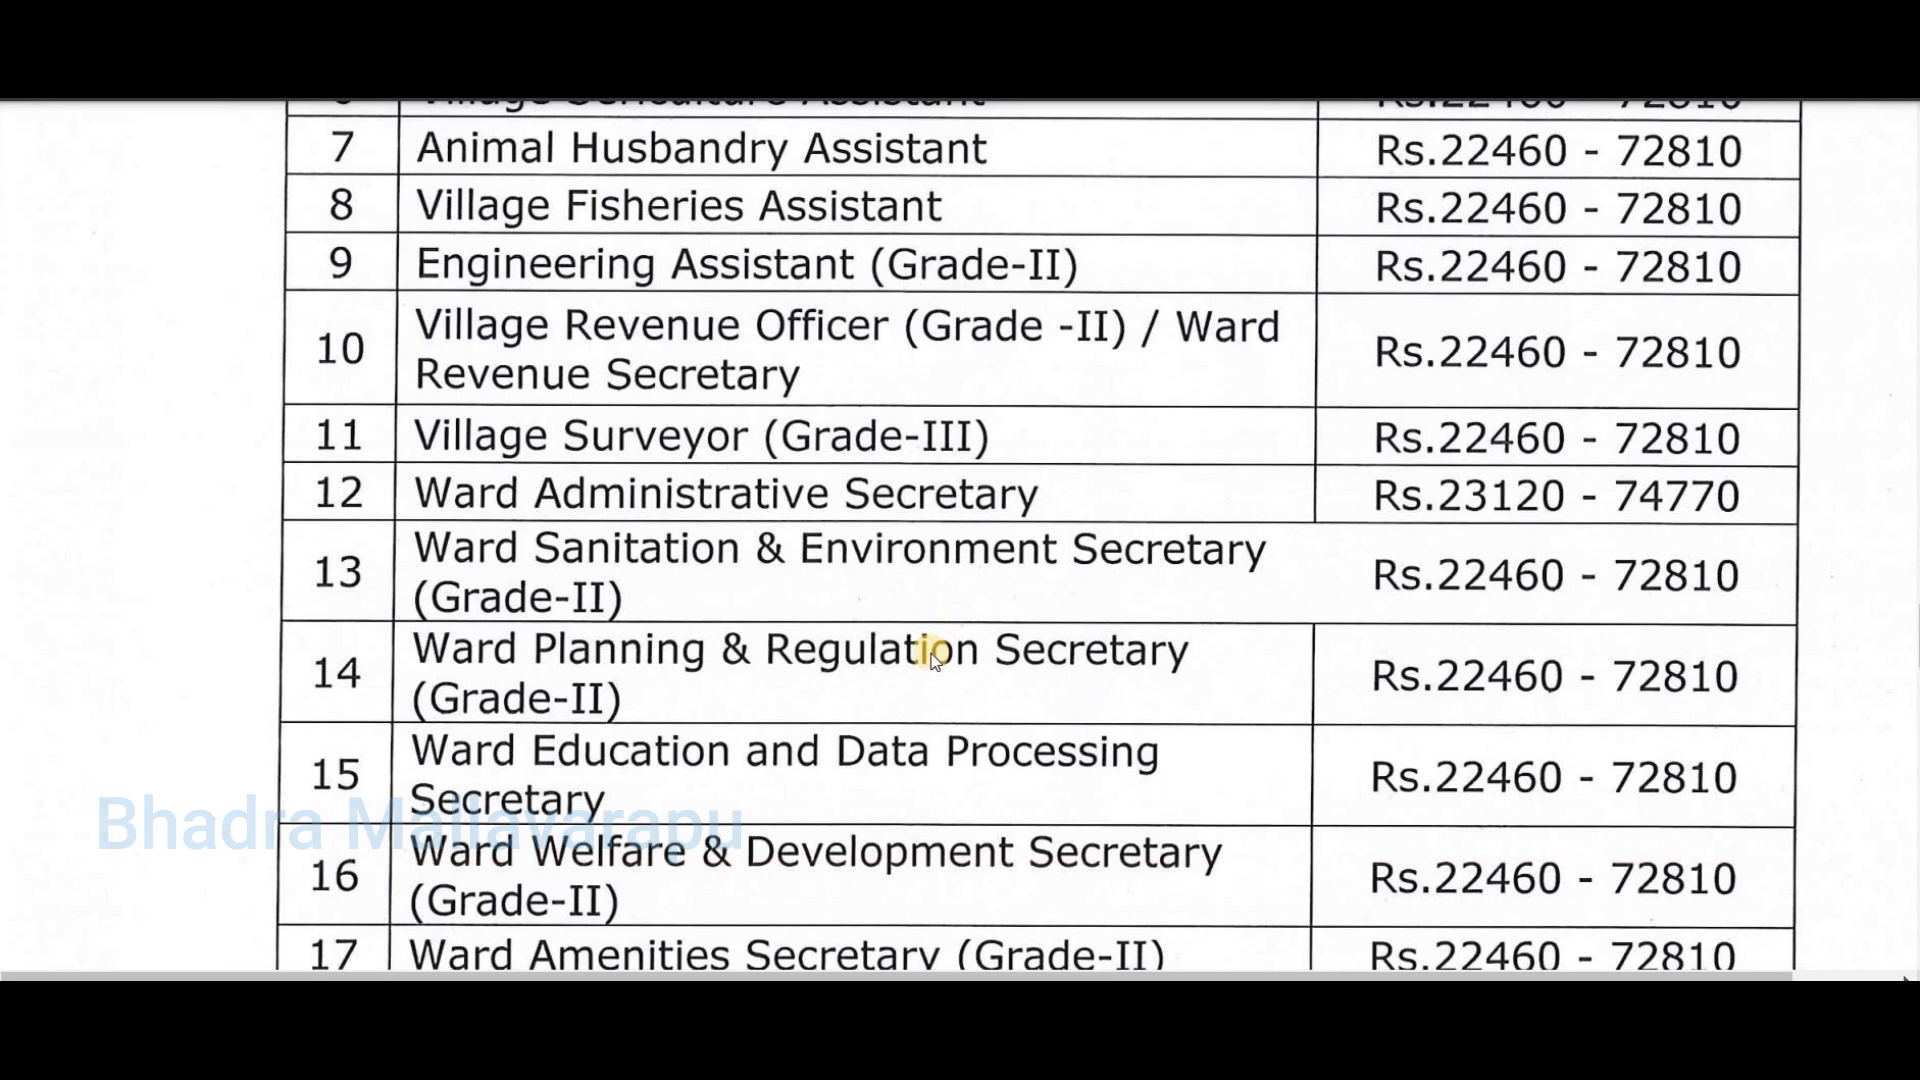 7 Animal Husbandry Assistant Rs.22460 - 72810
8 Village Fisheries Assistant Rs.22460 - 72810
9 Engineering Assistant (Grade-II) Rs.22460 - 72810
10 Village Revenue Officer (Grade -II) / Ward
Revenue Secretary Rs.22460 - 72810
11 Village Surveyor (Grade-III) Rs.22460 - 72810
12 Ward Administrative Secretary Rs.23120 - 74770
13 Ward Sanitation & Environment Secretary
(Grade-II) Rs.22460 - 72810
14 Ward Planning & Regulation Secretary
(Grade-II) Rs.22460 - 72810
15 Ward Education and Data Processing
Secretary Rs.22460 - 72810
Bhadra Mallavarapu
16 Ward Welfare & Development Secretary
(Grade-II) Rs.22460 - 72810
17 Ward Amenities Secretary (Grade-II) Rs.22460 - 72810